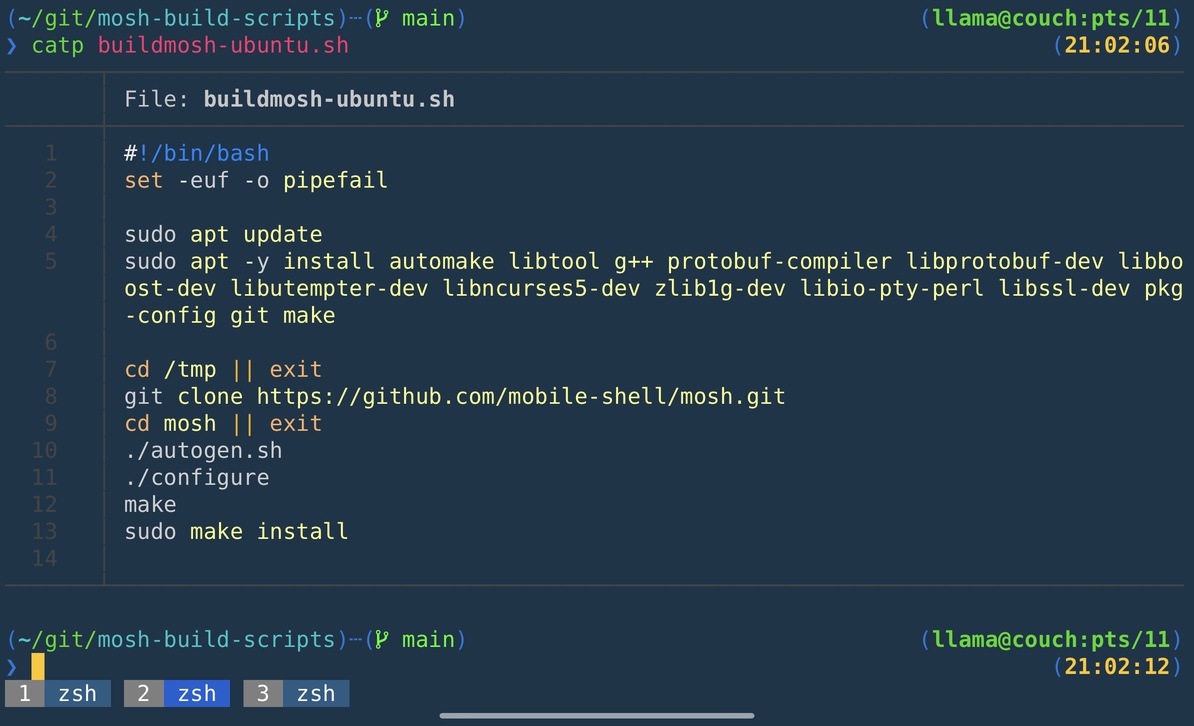 (~/git/mosh-build-scripts)─(ᚶ main) (llama@couch:pts/11)
❯ catp buildmosh-ubuntu.sh (21:02:06)
File: buildmosh-ubuntu.sh
1 #!/bin/bash
2 set -euf -o pipefail
3
4 sudo apt update
5 sudo apt -y install automake libtool g++ protobuf-compiler libprotobuf-dev libbo
ost-dev libutempter-dev libncurses5-dev zlib1g-dev libio-pty-perl libssl-dev pkg
-config git make
6
7 cd /tmp || exit
8 git clone https://github.com/mobile-shell/mosh.git
9 cd mosh || exit
10 ./autogen.sh
11 ./configure
12 make
13 sudo make install
14
(~/git/mosh-build-scripts)─(ᚶ main) (llama@couch:pts/11)
❯ (21:02:12)
1 zsh 2 zsh 3 zsh